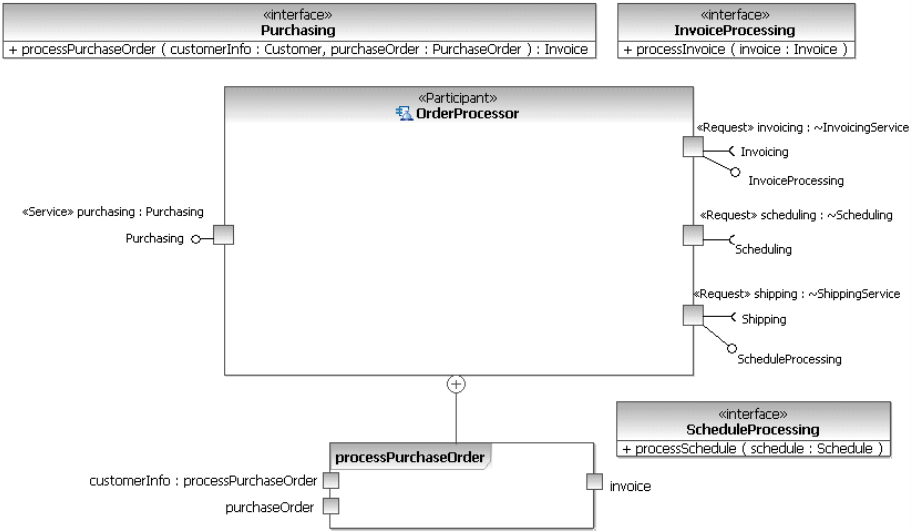 «interface»
Purchasing
+ processPurchaseOrder ( customerInfo : Customer, purchaseOrder : PurchaseOrder ) : Invoice
«interface»
InvoiceProcessing
+ processInvoice ( invoice : Invoice )
«Participant»
OrderProcessor
«Request» invoicing : ~InvoicingService
Invoicing
InvoiceProcessing
«Service» purchasing : Purchasing
Purchasing
«Request» scheduling : ~Scheduling
Scheduling
«Request» shipping : ~ShippingService
Shipping
ScheduleProcessing
«interface»
ScheduleProcessing
+ processSchedule ( schedule : Schedule )
processPurchaseOrder
customerInfo : processPurchaseOrder
purchaseOrder
invoice